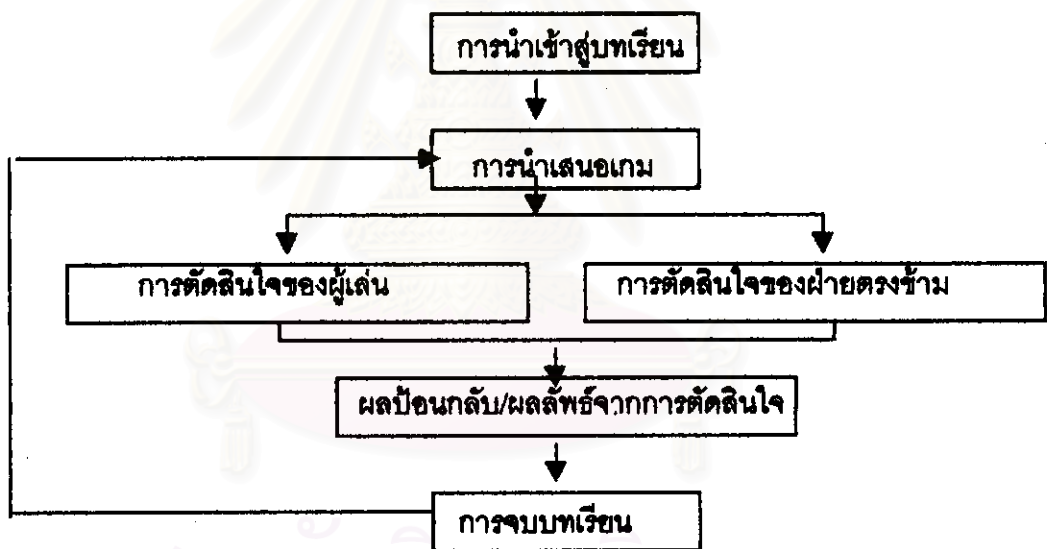 การนำเข้าสู่บทเรียน
การนำเสนอเกม
การตัดสินใจของผู้เล่น
การตัดสินใจของฝ่ายตรงข้าม
ผลป้อนกลับ/ผลลัพธ์จากการตัดสินใจ
การจบบทเรียน